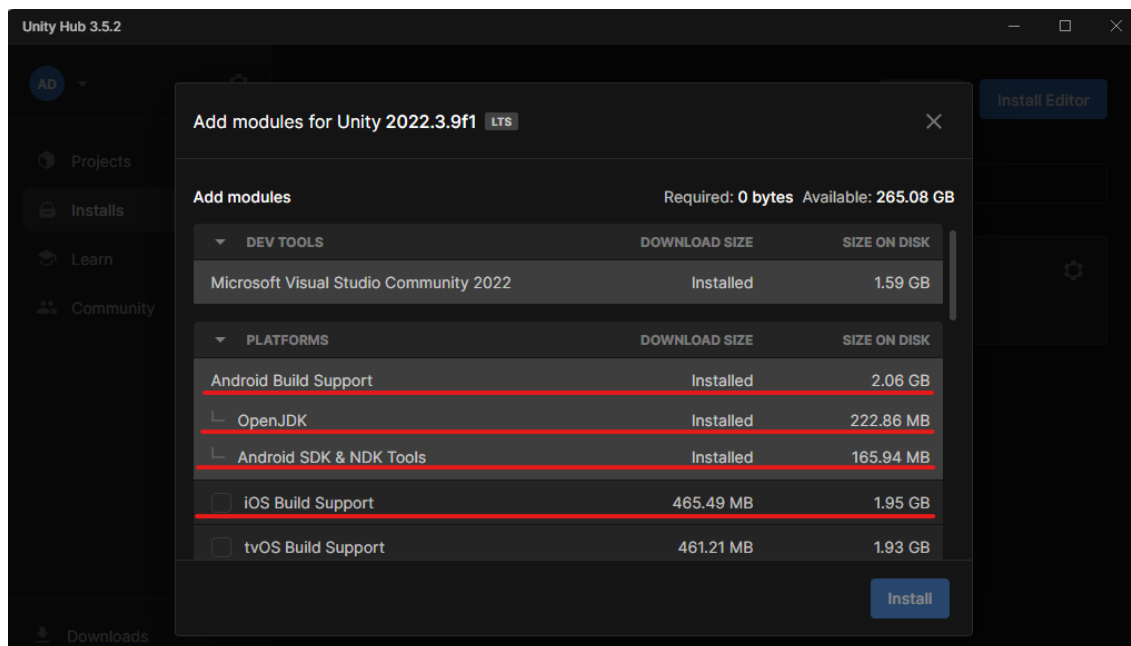 Unity Hub 3.5.2
AD
Install Editor
Add modules for Unity 2022.3.9f1 LTS
Projects
Installs
Learn
Community
Downloads
Add modules Required: 0 bytes Available: 265.08 GB
DEV TOOLS DOWNLOAD SIZE SIZE ON DISK
Microsoft Visual Studio Community 2022 Installed 1.59 GB
PLATFORMS DOWNLOAD SIZE SIZE ON DISK
Android Build Support Installed 2.06 GB
OpenJDK Installed 222.86 MB
Android SDK & NDK Tools Installed 165.94 MB
iOS Build Support 465.49 MB 1.95 GB
tvOS Build Support 461.21 MB 1.93 GB
Install